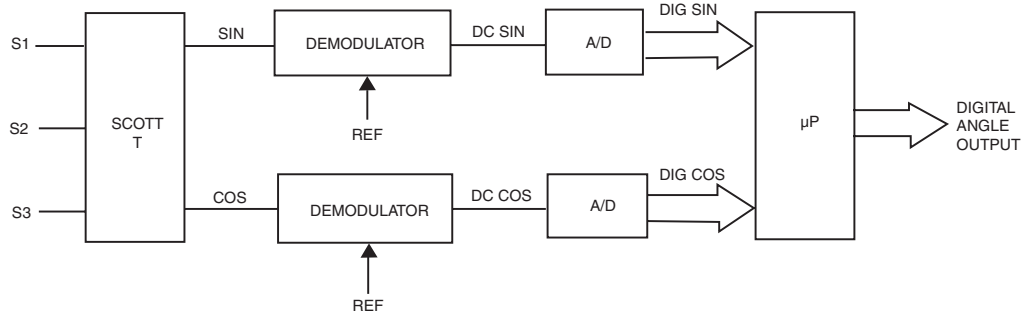 S1
S2
S3
SCOTT
T
SIN
DEMODULATOR
REF
DC SIN
A/D
DIG SIN
COS
DEMODULATOR
REF
DC COS
A/D
DIG COS
µP
DIGITAL
ANGLE
OUTPUT